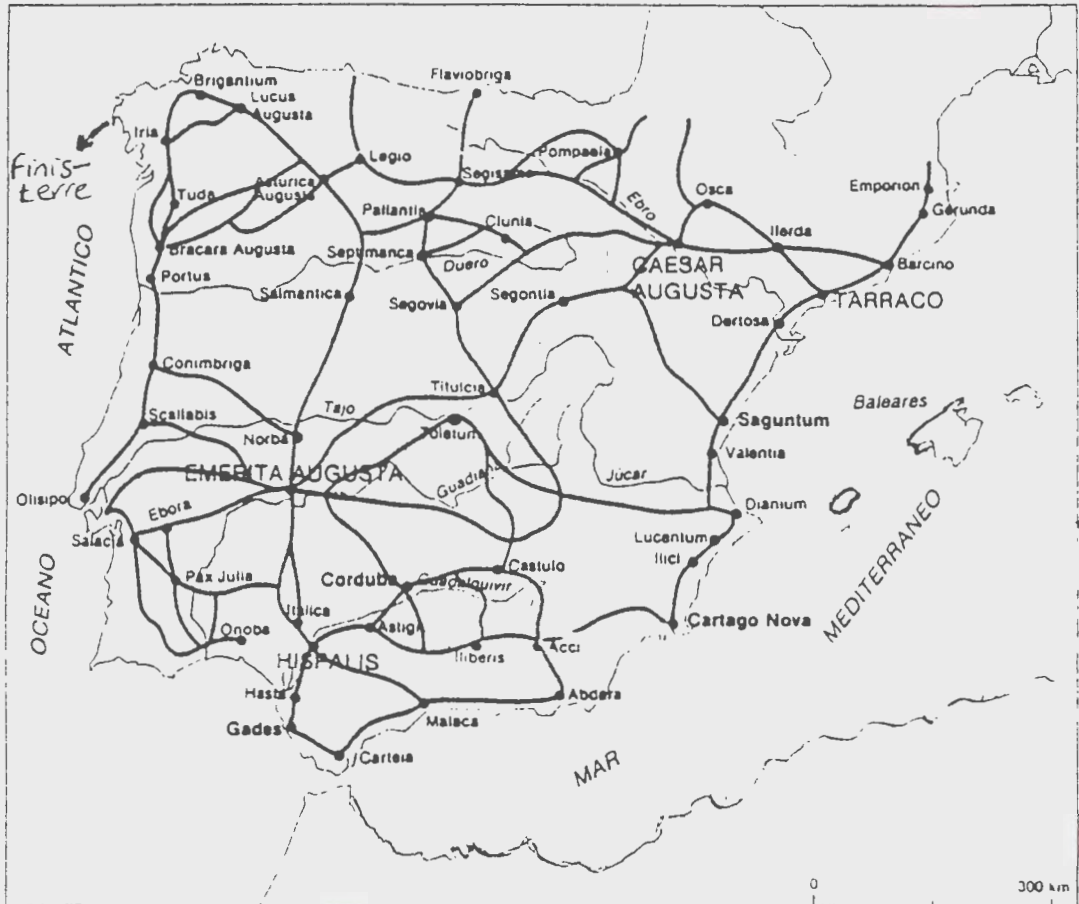 Brigantium
Lucus
Augusta
Flaviobriga
Iria
Finis-
terre
Legio
Pompaela
Asturica
Augusta
Tuda
Pallantia
Clunia
Ebro
Osca
Emporion
Gerunda
Ilerda
Bracara Augusta
Septimanca
Duero
Barcino
Portus
CAESAR
AUGUSTA
Salmantica
Segovia
Segontia
TARRACO
Dertosa
ATLANTICO
Conimbriga
Titulcia
Scallabis
Tajo
Toletum
Norba
Baleares
Saguntum
Valentia
EMERITA AUGUSTA
Guadiana
Júcar
Olisipo
Ebora
Dianium
Salacia
Lucentum
Ilici
Pax Julia
Corduba
Guadalquivir
Castulo
Italica
Astigi
Cartago Nova
Onoba
Iliberis
Acci
HISPALIS
OCEANO
MEDITERRANEO
Hasta
Abdera
Malaca
Gades
Carteia
MAR
0 300 km